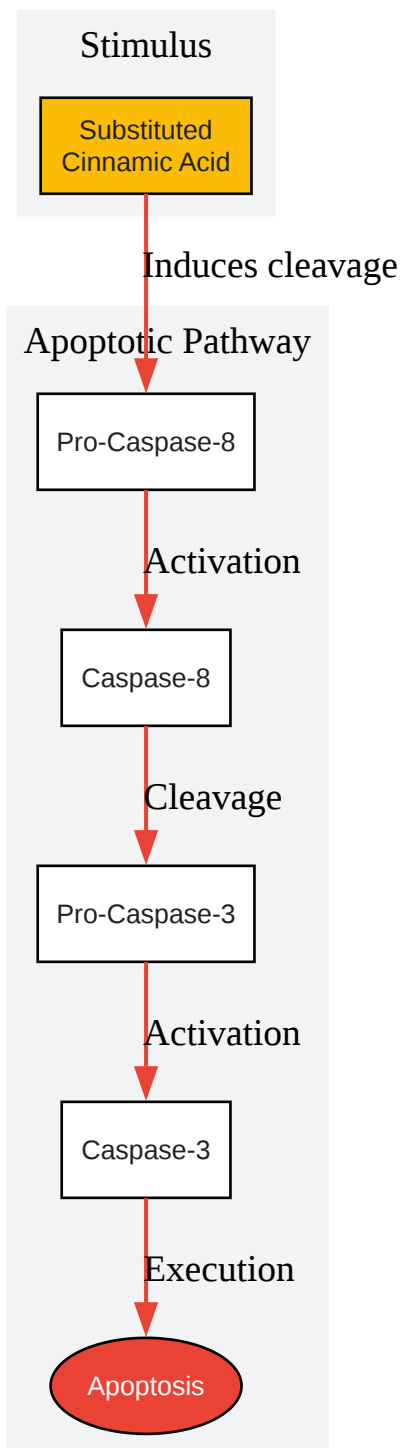 Stimulus
Substituted
Cinnamic Acid
Induces cleavage
Apoptotic Pathway
Pro-Caspase-8
Activation
Caspase-8
Cleavage
Pro-Caspase-3
Activation
Caspase-3
Execution
Apoptosis